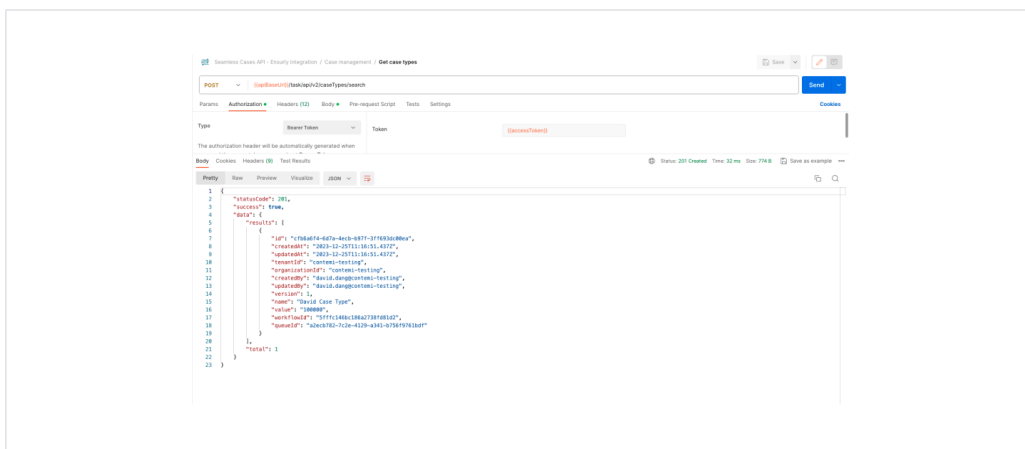 Seamless Cases API - Ensuity integration / Case management / Get case types
Save
POST {{apiBaseUrl}}/task/api/v2/caseTypes/search Send
Params Authorization Headers (12) Body Pre-request Script Tests Settings Cookies
Type Bearer Token Token {{accessToken}}
The authorization header will be automatically generated when
Body Cookies Headers (9) Test Results Status: 201 Created Time: 32 ms Size: 774 B Save as example
Pretty Raw Preview Visualize JSON
1 {
2 "statusCode": 201,
3 "success": true,
4 "data": {
5 "results": [
6 {
7 "id": "cfb6a6f4-6d7a-4ecb-b97f-3ff693dc00ea",
8 "createdAt": "2023-12-25T11:16:51.437Z",
9 "updatedAt": "2023-12-25T11:16:51.437Z",
10 "tenantId": "contemi-testing",
11 "organizationId": "contemi-testing",
12 "createdBy": "david.dang@contemi-testing",
13 "updatedBy": "david.dang@contemi-testing",
14 "version": 1,
15 "name": "David Case Type",
16 "value": "100000",
17 "workflowId": "5fffc146bc186a2738fd81d2",
18 "queueId": "a2ecb782-7c2e-4129-a341-b756f9761bdf"
19 }
20 ],
21 "total": 1
22 }
23 }